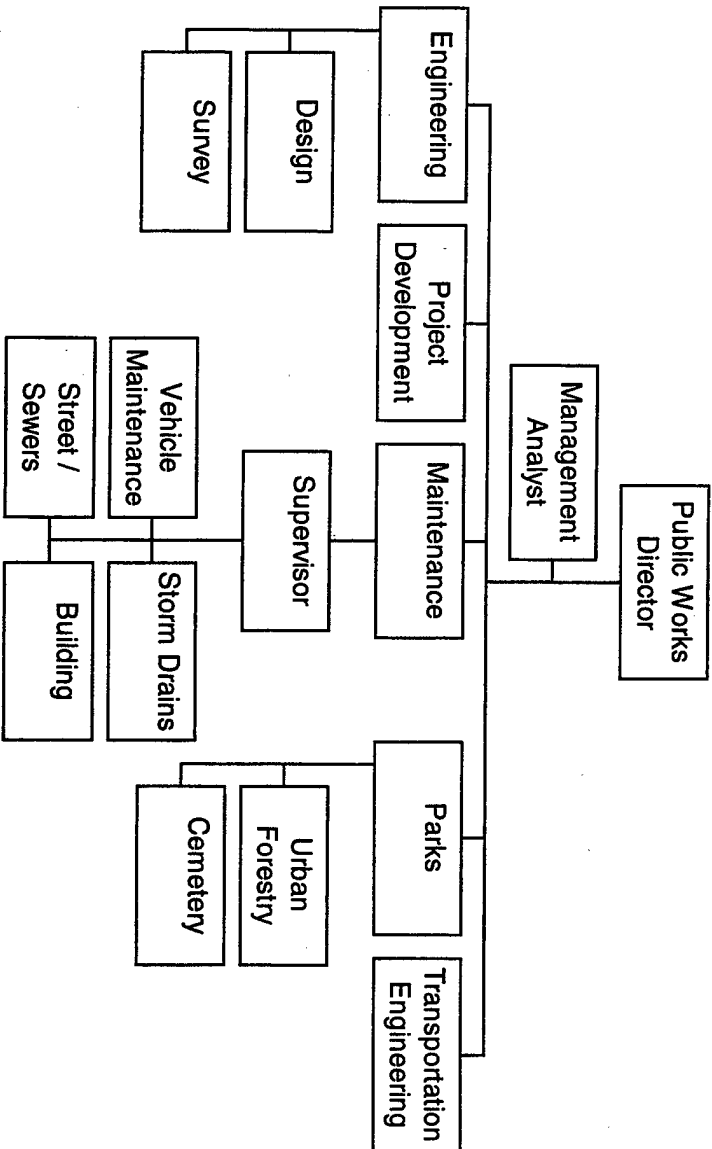 Public Works
Director
Management
Analyst
Engineering
Project
Development
Maintenance
Parks
Transportation
Engineering
Design
Survey
Supervisor
Vehicle
Maintenance
Storm Drains
Street /
Sewers
Building
Urban
Forestry
Cemetery